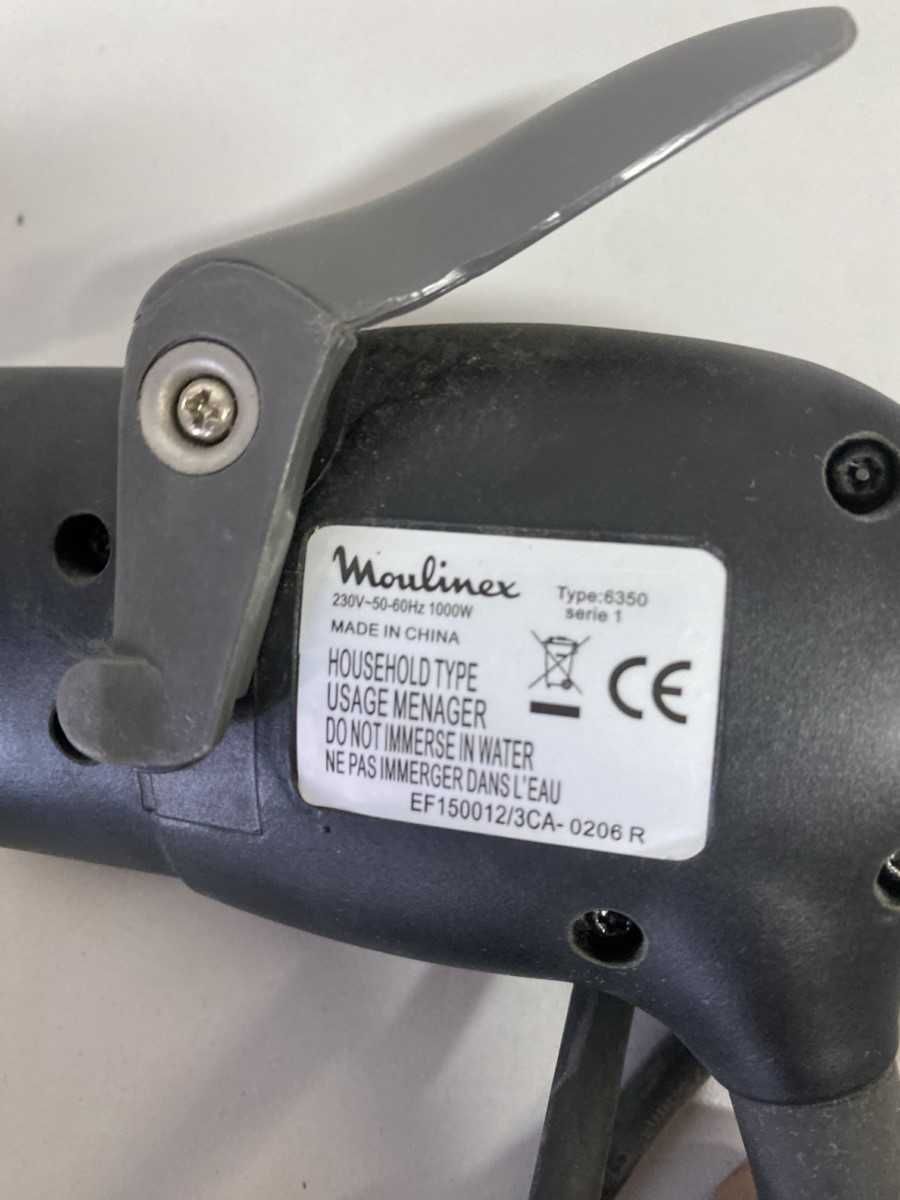 Moulinex
230V~50-60Hz 1000W
Type:6350
serie 1
MADE IN CHINA
HOUSEHOLD TYPE
USAGE MENAGER
DO NOT IMMERSE IN WATER
NE PAS IMMERGER DANS L'EAU
EF150012/3CA- 0206 R
CE